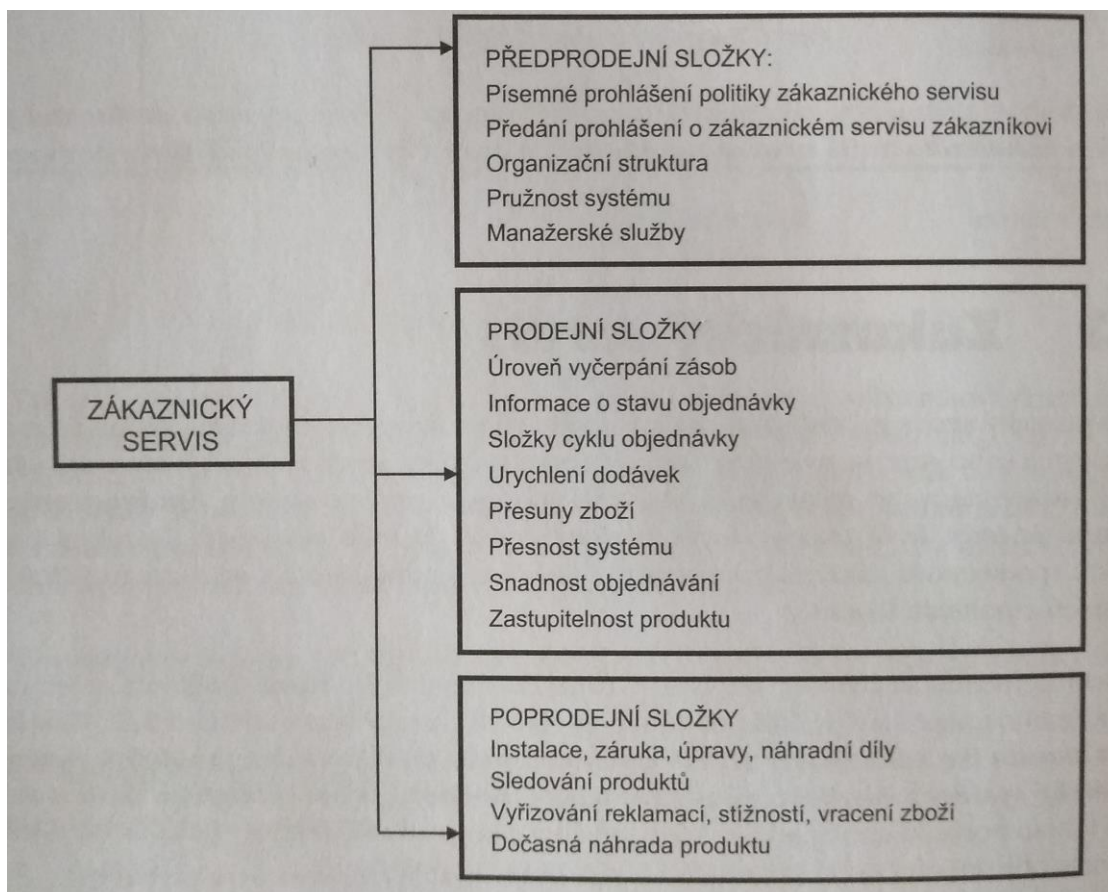 PŘEDPRODEJNÍ SLOŽKY:
Písemné prohlášení politiky zákaznického servisu
Předání prohlášení o zákaznickém servisu zákazníkovi
Organizační struktura
Pružnost systému
Manažerské služby
ZÁKAZNICKÝ
SERVIS
PRODEJNÍ SLOŽKY
Úroveň vyčerpání zásob
Informace o stavu objednávky
Složky cyklu objednávky
Urychlení dodávek
Přesuny zboží
Přesnost systému
Snadnost objednávání
Zastupitelnost produktu
POPRODEJNÍ SLOŽKY
Instalace, záruka, úpravy, náhradní díly
Sledování produktů
Vyřizování reklamací, stížností, vracení zboží
Dočasná náhrada produktu